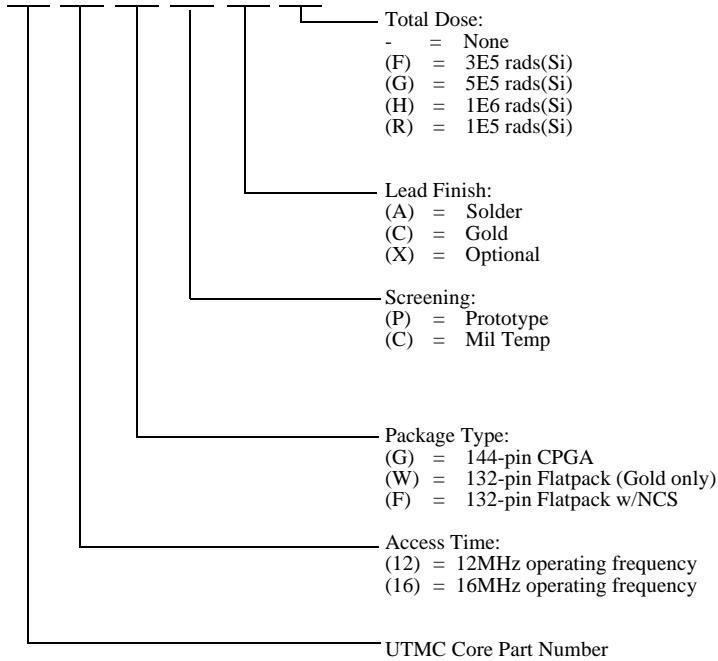 Total Dose:
- = None
(F) = 3E5 rads(Si)
(G) = 5E5 rads(Si)
(H) = 1E6 rads(Si)
(R) = 1E5 rads(Si)
Lead Finish:
(A) = Solder
(C) = Gold
(X) = Optional
Screening:
(P) = Prototype
(C) = Mil Temp
Package Type:
(G) = 144-pin CPGA
(W) = 132-pin Flatpack (Gold only)
(F) = 132-pin Flatpack w/NCS
Access Time:
(12) = 12MHz operating frequency
(16) = 16MHz operating frequency
UTMC Core Part Number